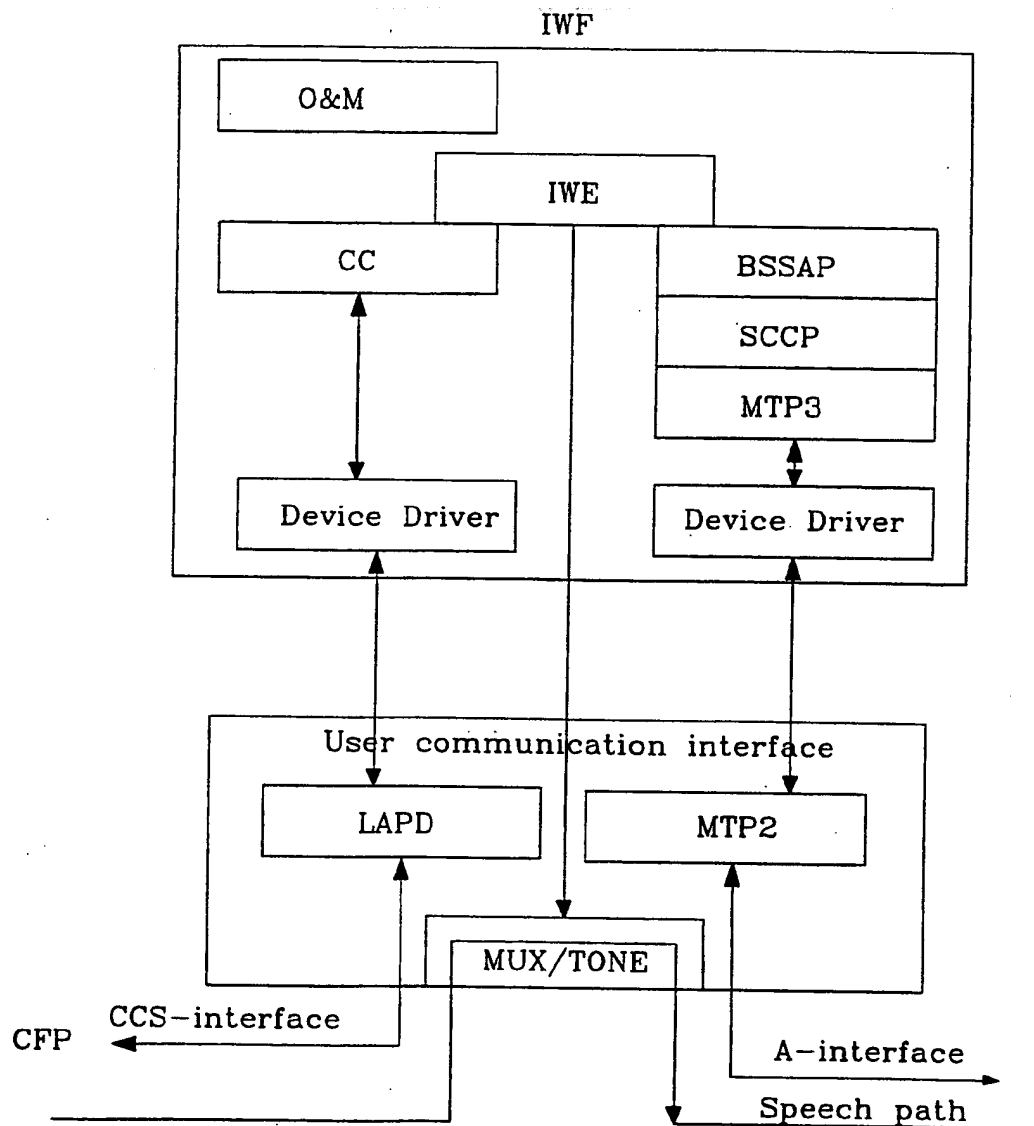 IWF
O&M
IWE
CC
BSSAP
SCCP
MTP3
Device Driver
Device Driver
User communication interface
LAPD
MTP2
MUX/TONE
CCS-interface
CFP
A-interface
Speech path